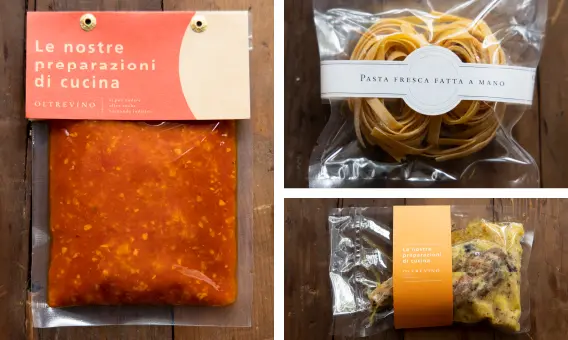 Le nostre
preparazioni
di cucina
OLTREVINO
PASTA FRESCA FATTA A MANO
Le nostre
preparazioni
di cucina
OLTREVINO